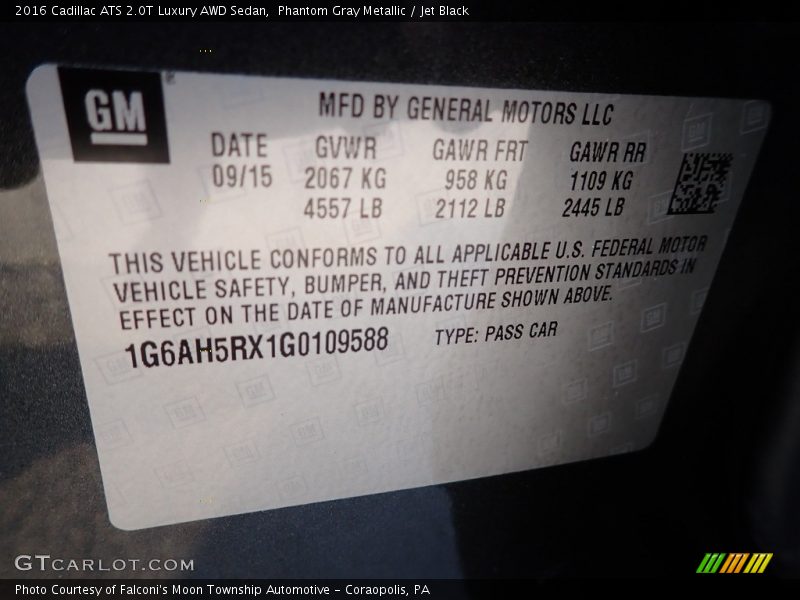 2016 Cadillac ATS 2.0T Luxury AWD Sedan,  Phantom Gray Metallic / Jet Black
GM ®
MFD BY GENERAL MOTORS LLC
DATE GVWR GAWR FRT GAWR RR
09/15 2067 KG 958 KG 1109 KG
4557 LB 2112 LB 2445 LB
THIS VEHICLE CONFORMS TO ALL APPLICABLE U.S. FEDERAL MOTOR
VEHICLE SAFETY, BUMPER, AND THEFT PREVENTION STANDARDS IN
EFFECT ON THE DATE OF MANUFACTURE SHOWN ABOVE.
1G6AH5RX1G0109588 TYPE: PASS CAR
GTCARLOT.COM
Photo Courtesy of Falconi's Moon Township Automotive - Coraopolis, PA